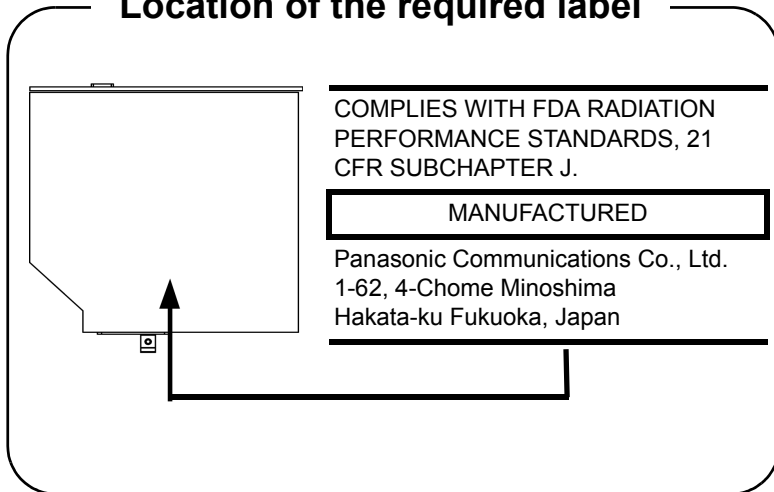 Location of the required label
COMPLIES WITH FDA RADIATION
PERFORMANCE STANDARDS, 21
CFR SUBCHAPTER J.
MANUFACTURED
Panasonic Communications Co., Ltd.
1-62, 4-Chome Minoshima
Hakata-ku Fukuoka, Japan